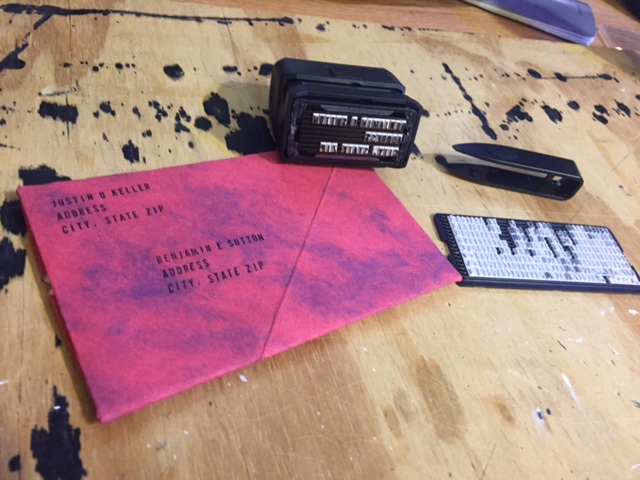 JUSTIN D KELLER
ADDRESS
CITY, STATE ZIP
BENJAMIN E SUTTON
ADDRESS
CITY, STATE ZIP